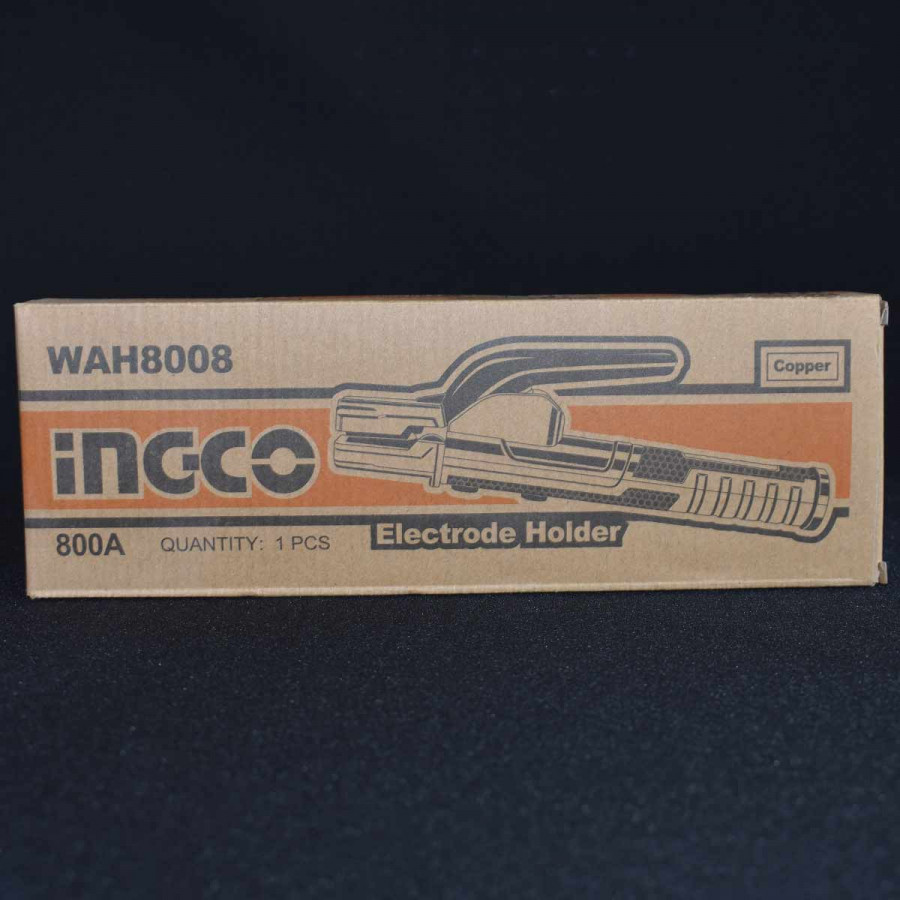 WAH8008
Copper
INGCO
800A
QUANTITY: 1 PCS
Electrode Holder